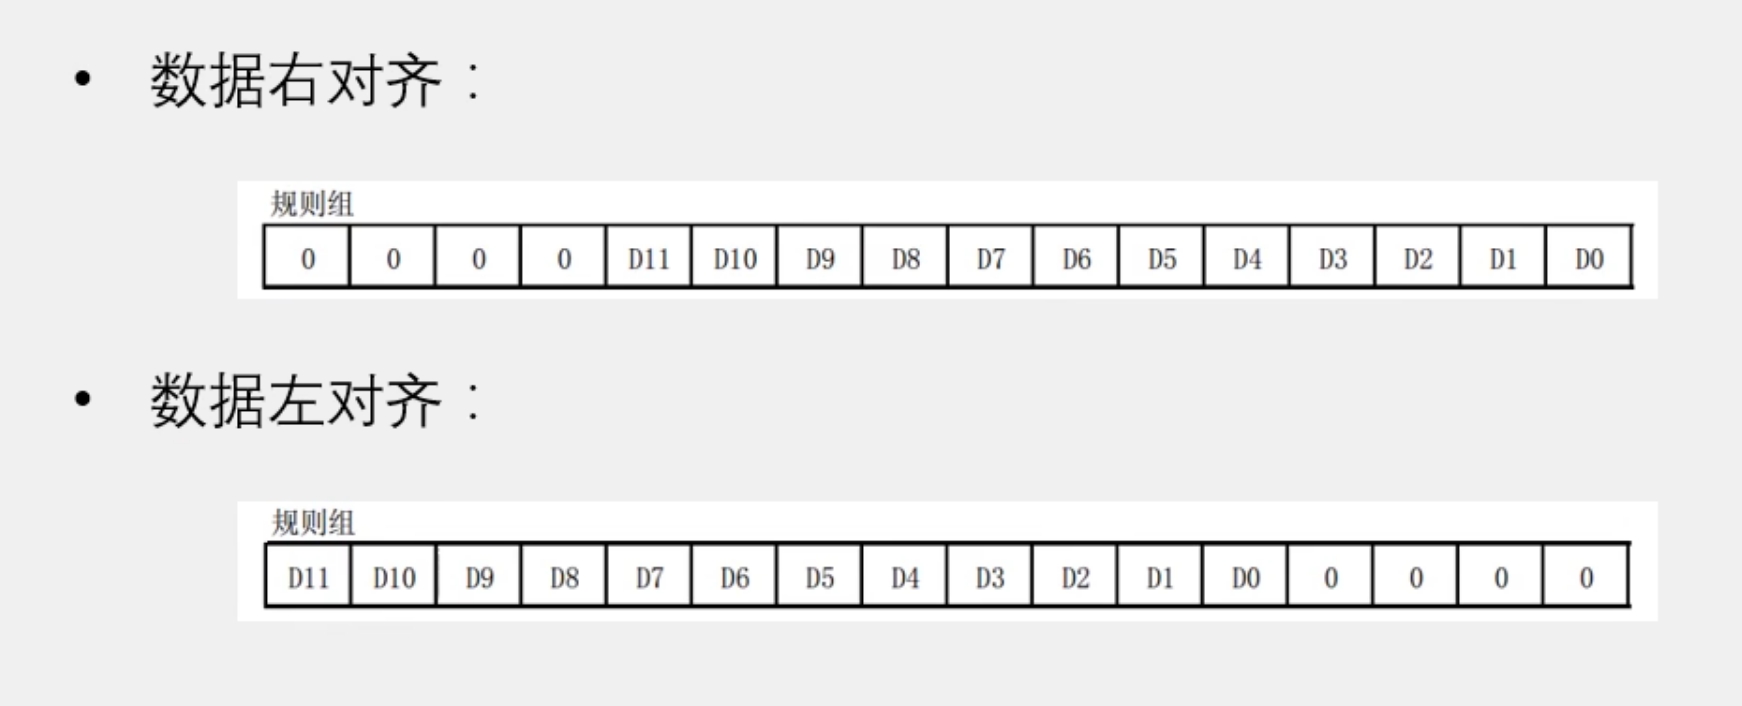 • 数据右对齐：
规则组
0 0 0 0 D11 D10 D9 D8 D7 D6 D5 D4 D3 D2 D1 D0
• 数据左对齐：
规则组
D11 D10 D9 D8 D7 D6 D5 D4 D3 D2 D1 D0 0 0 0 0